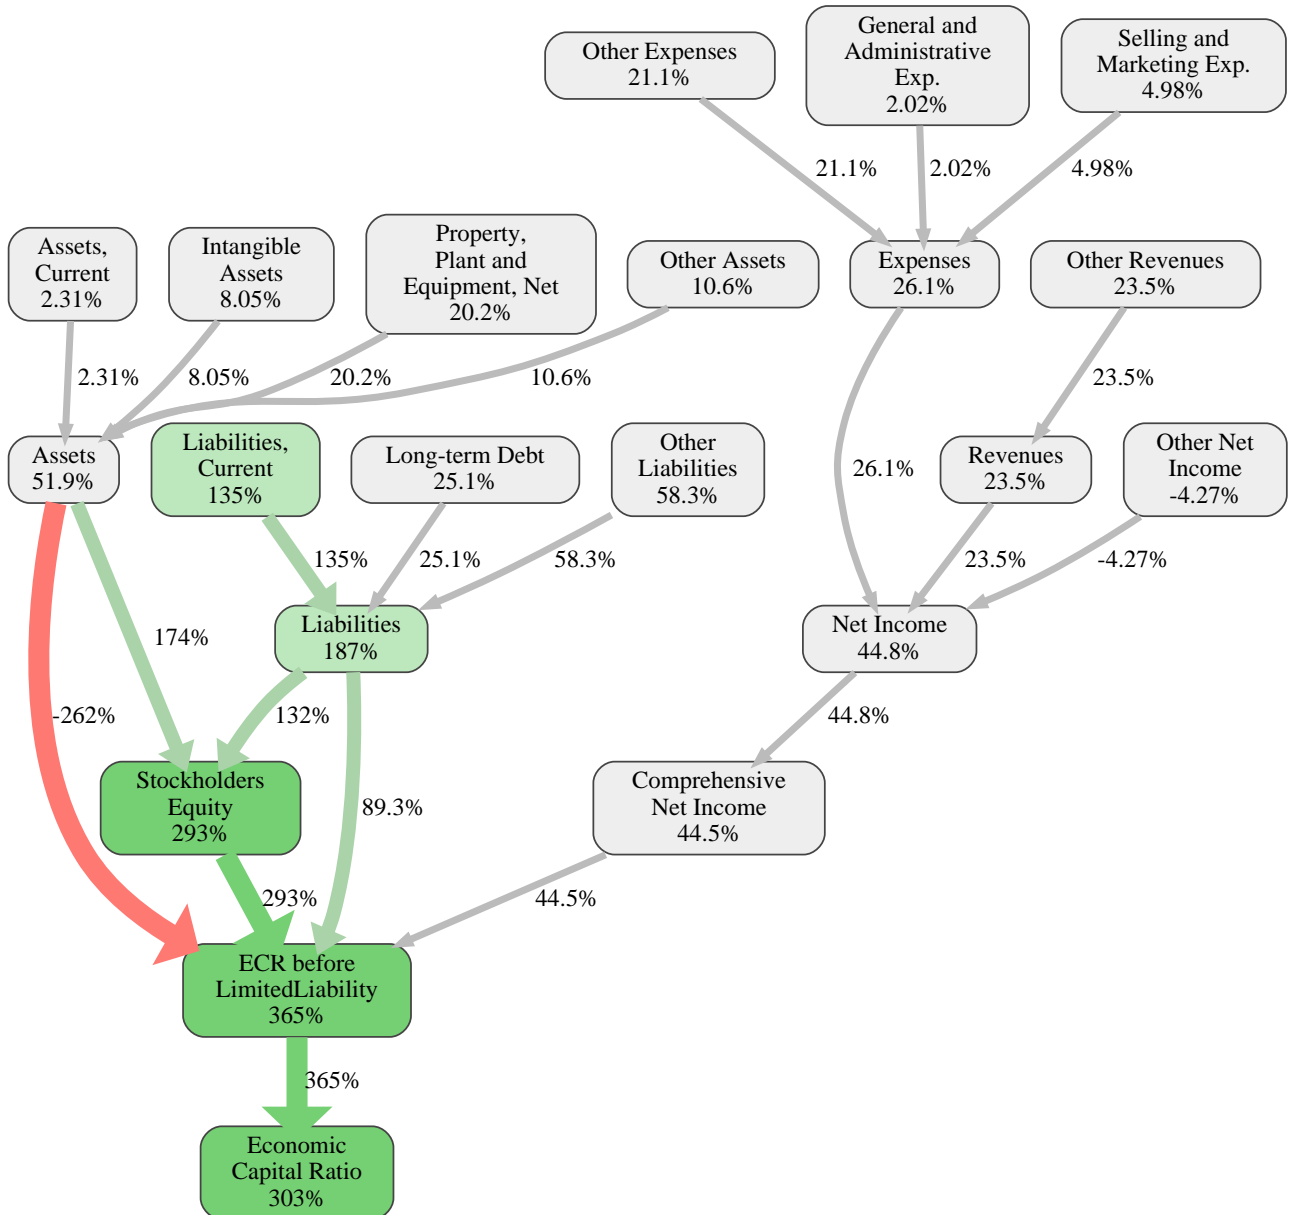 Other Expenses
21.1%
General and
Administrative
Exp.
2.02%
Selling and
Marketing Exp.
4.98%
21.1%
2.02%
4.98%
Assets,
Current
2.31%
Intangible
Assets
8.05%
Property,
Plant and
Equipment, Net
20.2%
Other Assets
10.6%
Expenses
26.1%
Other Revenues
23.5%
2.31%
8.05%
20.2%
10.6%
23.5%
Assets
51.9%
Liabilities,
Current
135%
Long-term Debt
25.1%
Other
Liabilities
58.3%
26.1%
Revenues
23.5%
Other Net
Income
-4.27%
135%
25.1%
58.3%
23.5%
-4.27%
174%
Liabilities
187%
Net Income
44.8%
-262%
132%
44.8%
Stockholders
Equity
293%
89.3%
Comprehensive
Net Income
44.5%
293%
44.5%
ECR before
LimitedLiability
365%
365%
Economic
Capital Ratio
303%